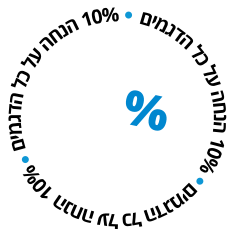 10% הנחה על כל הדגמים • 10% הנחה על כל הדגמים • 10% הנחה על כל הדגמים •
%